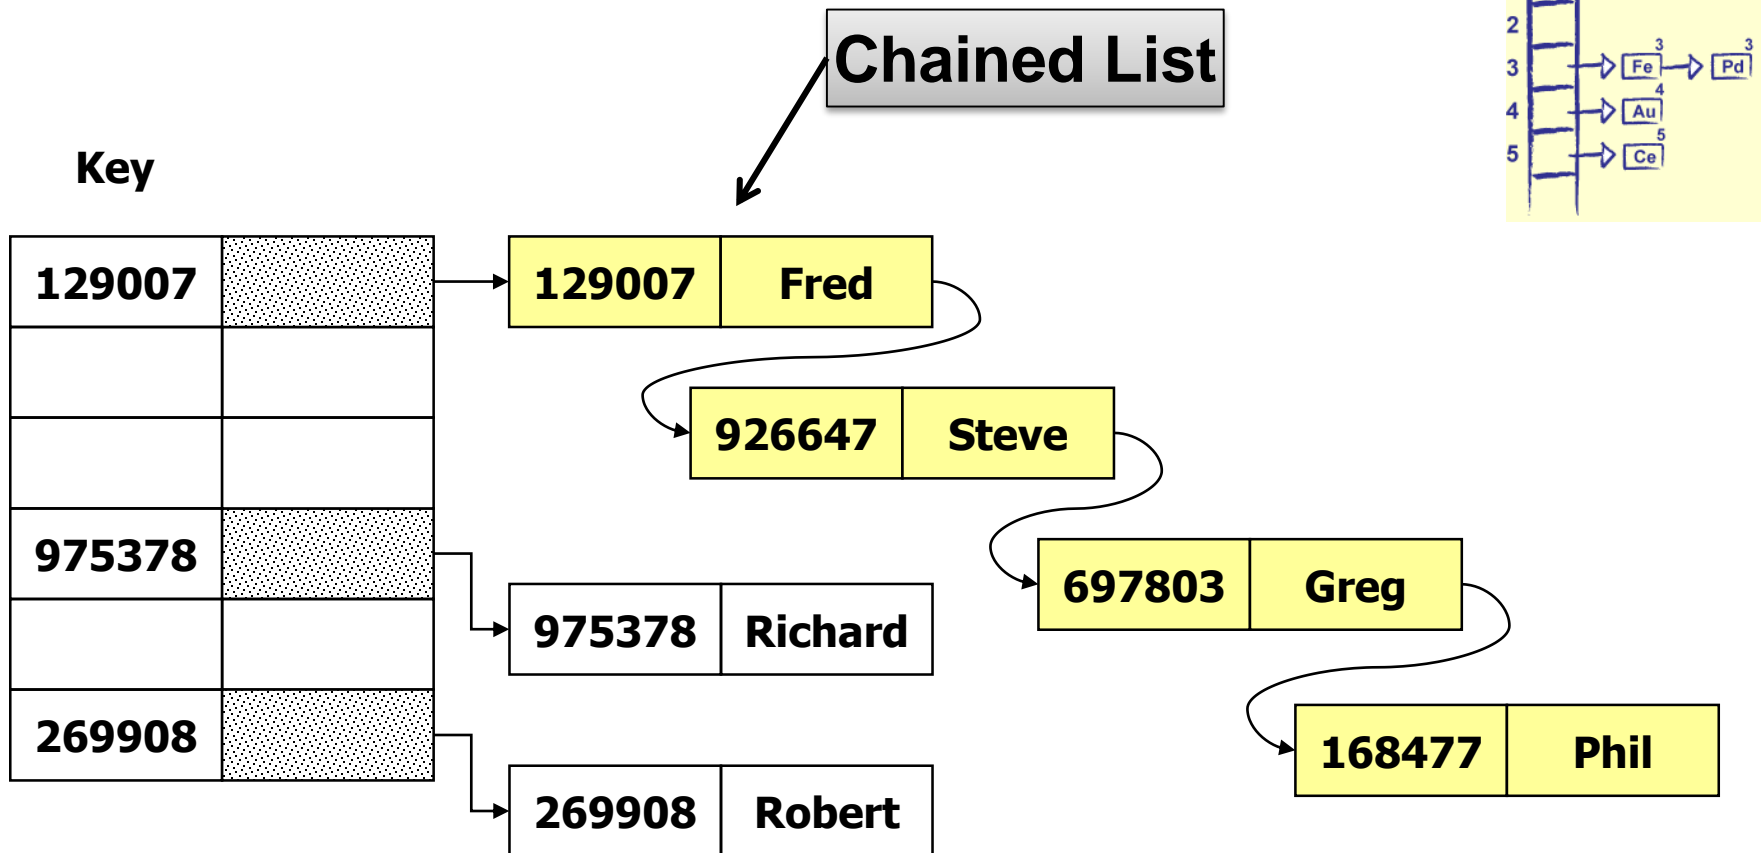 Chained List
2
3
3
3 Fe Pd
4
4 Au
5
5 Ce
Key
129007 129007 Fred
926647 Steve
975378 697803 Greg
975378 Richard
269908 168477 Phil
269908 Robert